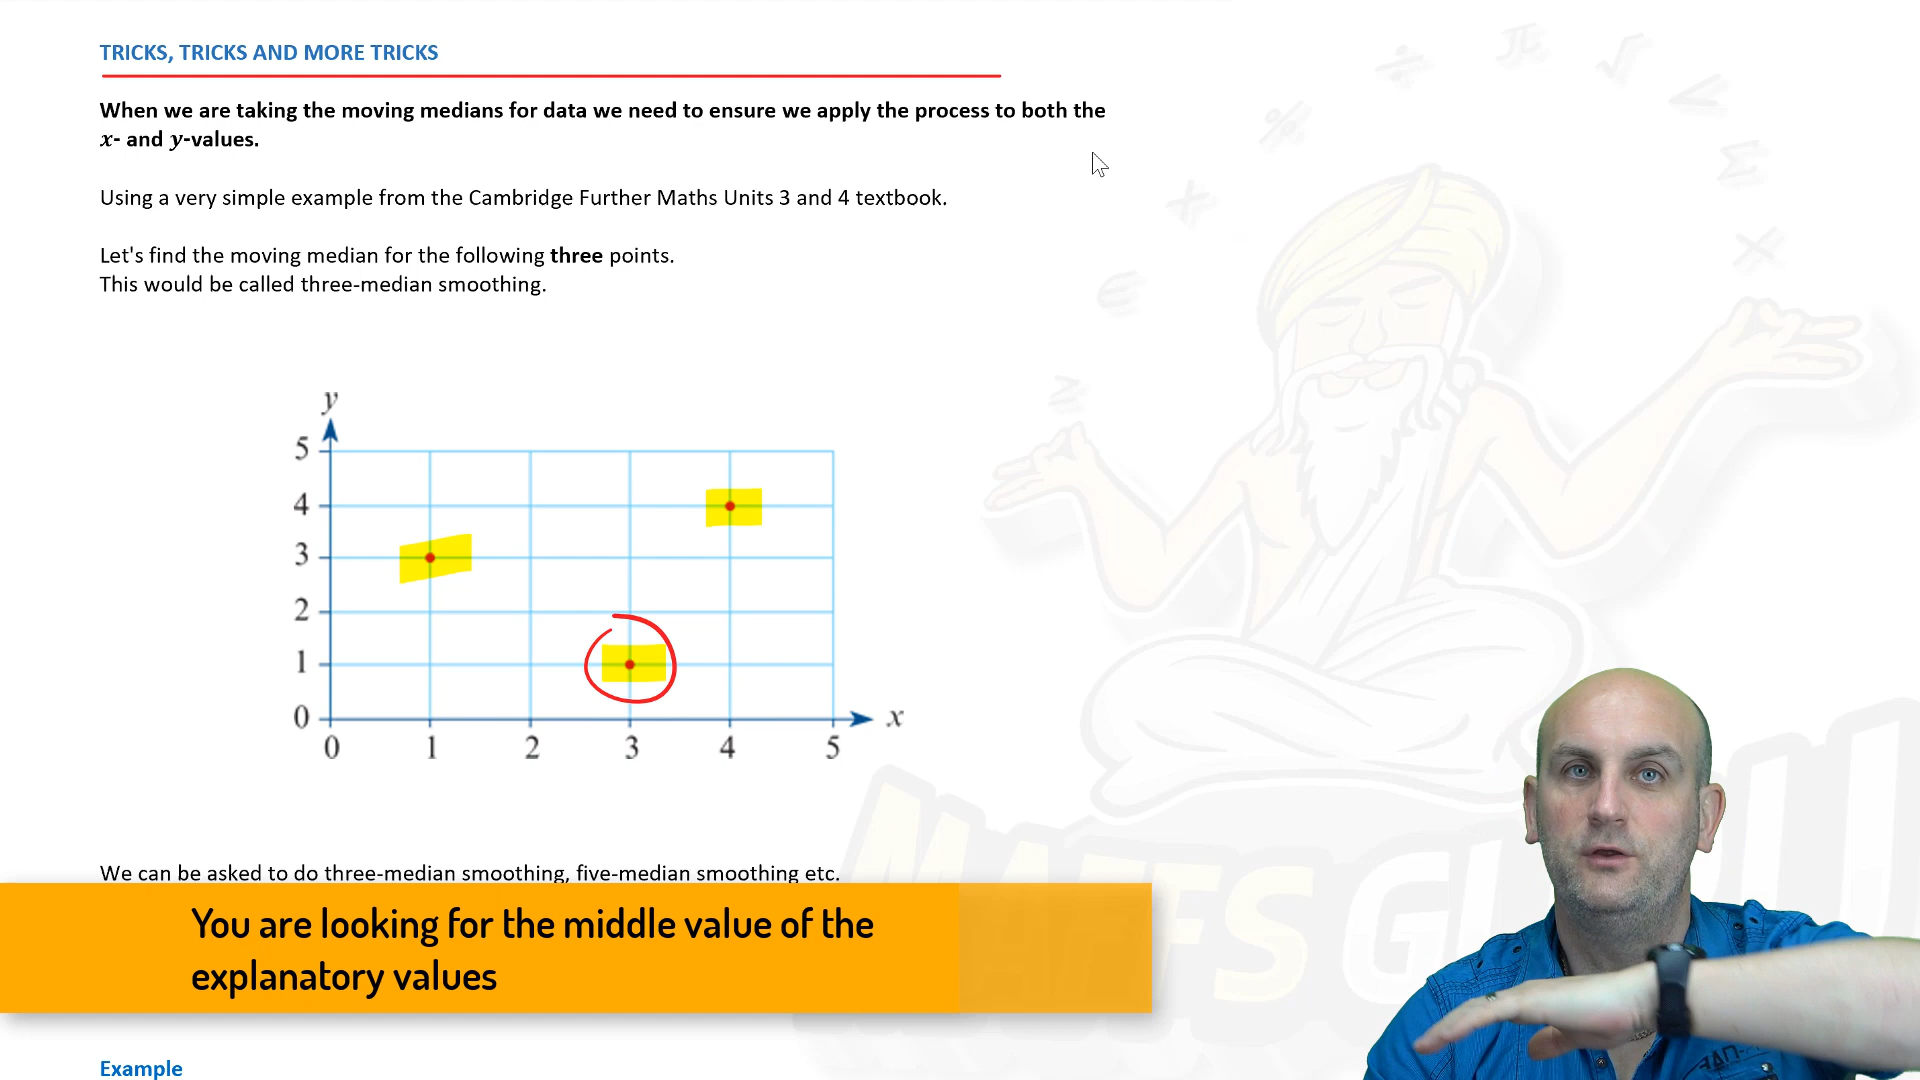 TRICKS, TRICKS AND MORE TRICKS
When we are taking the moving medians for data we need to ensure we apply the process to both the
x- and y-values.
Using a very simple example from the Cambridge Further Maths Units 3 and 4 textbook.
Let's find the moving median for the following three points.
This would be called three-median smoothing.
y
5
4
3
2
1
0
x
0 1 2 3 4 5
We can be asked to do three-median smoothing, five-median smoothing etc.
You are looking for the middle value of the
explanatory values
Example